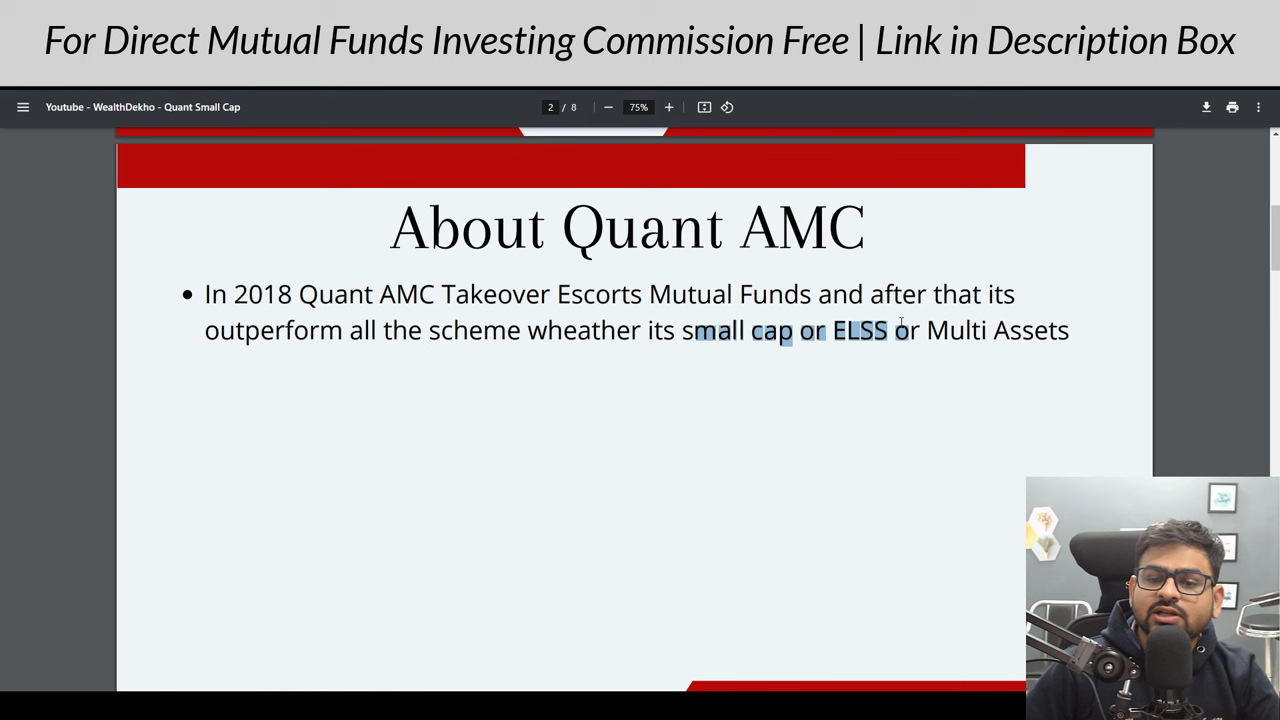 For Direct Mutual Funds Investing Commission Free | Link in Description Box
Youtube - WealthDekho - Quant Small Cap
2 / 8
75%
About Quant AMC
• In 2018 Quant AMC Takeover Escorts Mutual Funds and after that its
outperform all the scheme wheather its small cap or ELSS or Multi Assets